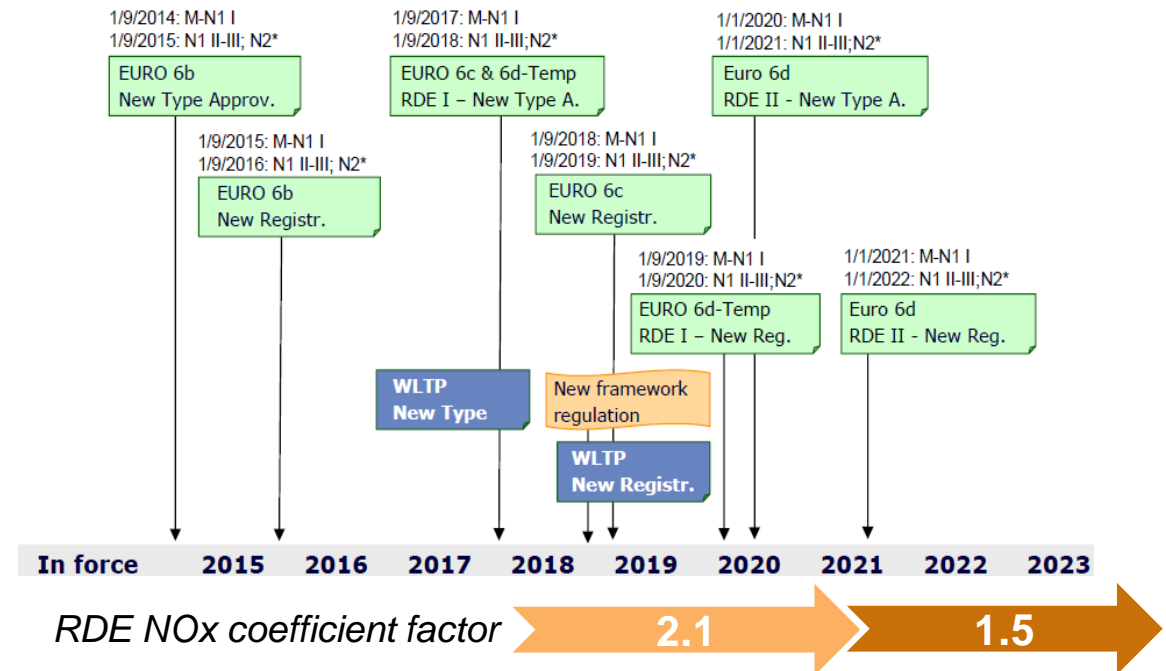 1/9/2014: M-N1 I
1/9/2015: N1 II-III; N2*
EURO 6b
New Type Approv.
1/9/2017: M-N1 I
1/9/2018: N1 II-III;N2*
EURO 6c & 6d-Temp
RDE I – New Type A.
1/1/2020: M-N1 I
1/1/2021: N1 II-III;N2*
Euro 6d
RDE II - New Type A.
1/9/2015: M-N1 I
1/9/2016: N1 II-III; N2*
EURO 6b
New Registr.
1/9/2018: M-N1 I
1/9/2019: N1 II-III;N2*
EURO 6c
New Registr.
1/9/2019: M-N1 I
1/9/2020: N1 II-III;N2*
EURO 6d-Temp
RDE I – New Reg.
1/1/2021: M-N1 I
1/1/2022: N1 II-III;N2*
Euro 6d
RDE II - New Reg.
WLTP
New Type
New framework
regulation
WLTP
New Registr.
In force 2015 2016 2017 2018 2019 2020 2021 2022 2023
RDE NOx coefficient factor 2.1 1.5